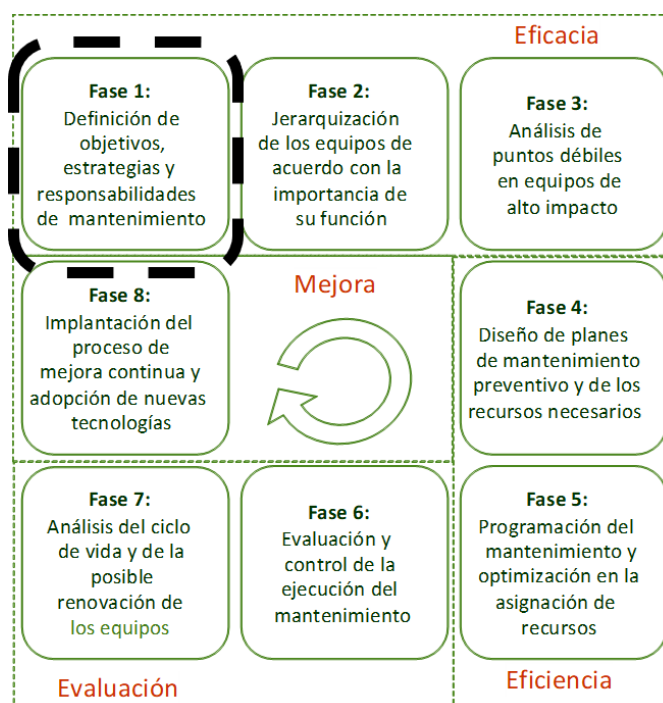 Eficacia
Fase 1:
Definición de
objetivos,
estrategias y
responsabilidades
de mantenimiento
Fase 2:
Jerarquización
de los equipos de
acuerdo con la
importancia de
su función
Fase 3:
Análisis de
puntos débiles
en equipos de
alto impacto
Fase 8:
Implantación del
proceso de
mejora continua y
adopción de nuevas
tecnologías
Mejora
Fase 4:
Diseño de planes
de mantenimiento
preventivo y de los
recursos necesarios
Fase 7:
Análisis del ciclo
de vida y de la
posible
renovación de
los equipos
Fase 6:
Evaluación y
control de la
ejecución del
mantenimiento
Fase 5:
Programación del
mantenimiento y
optimización en la
asignación de
recursos
Evaluación
Eficiencia